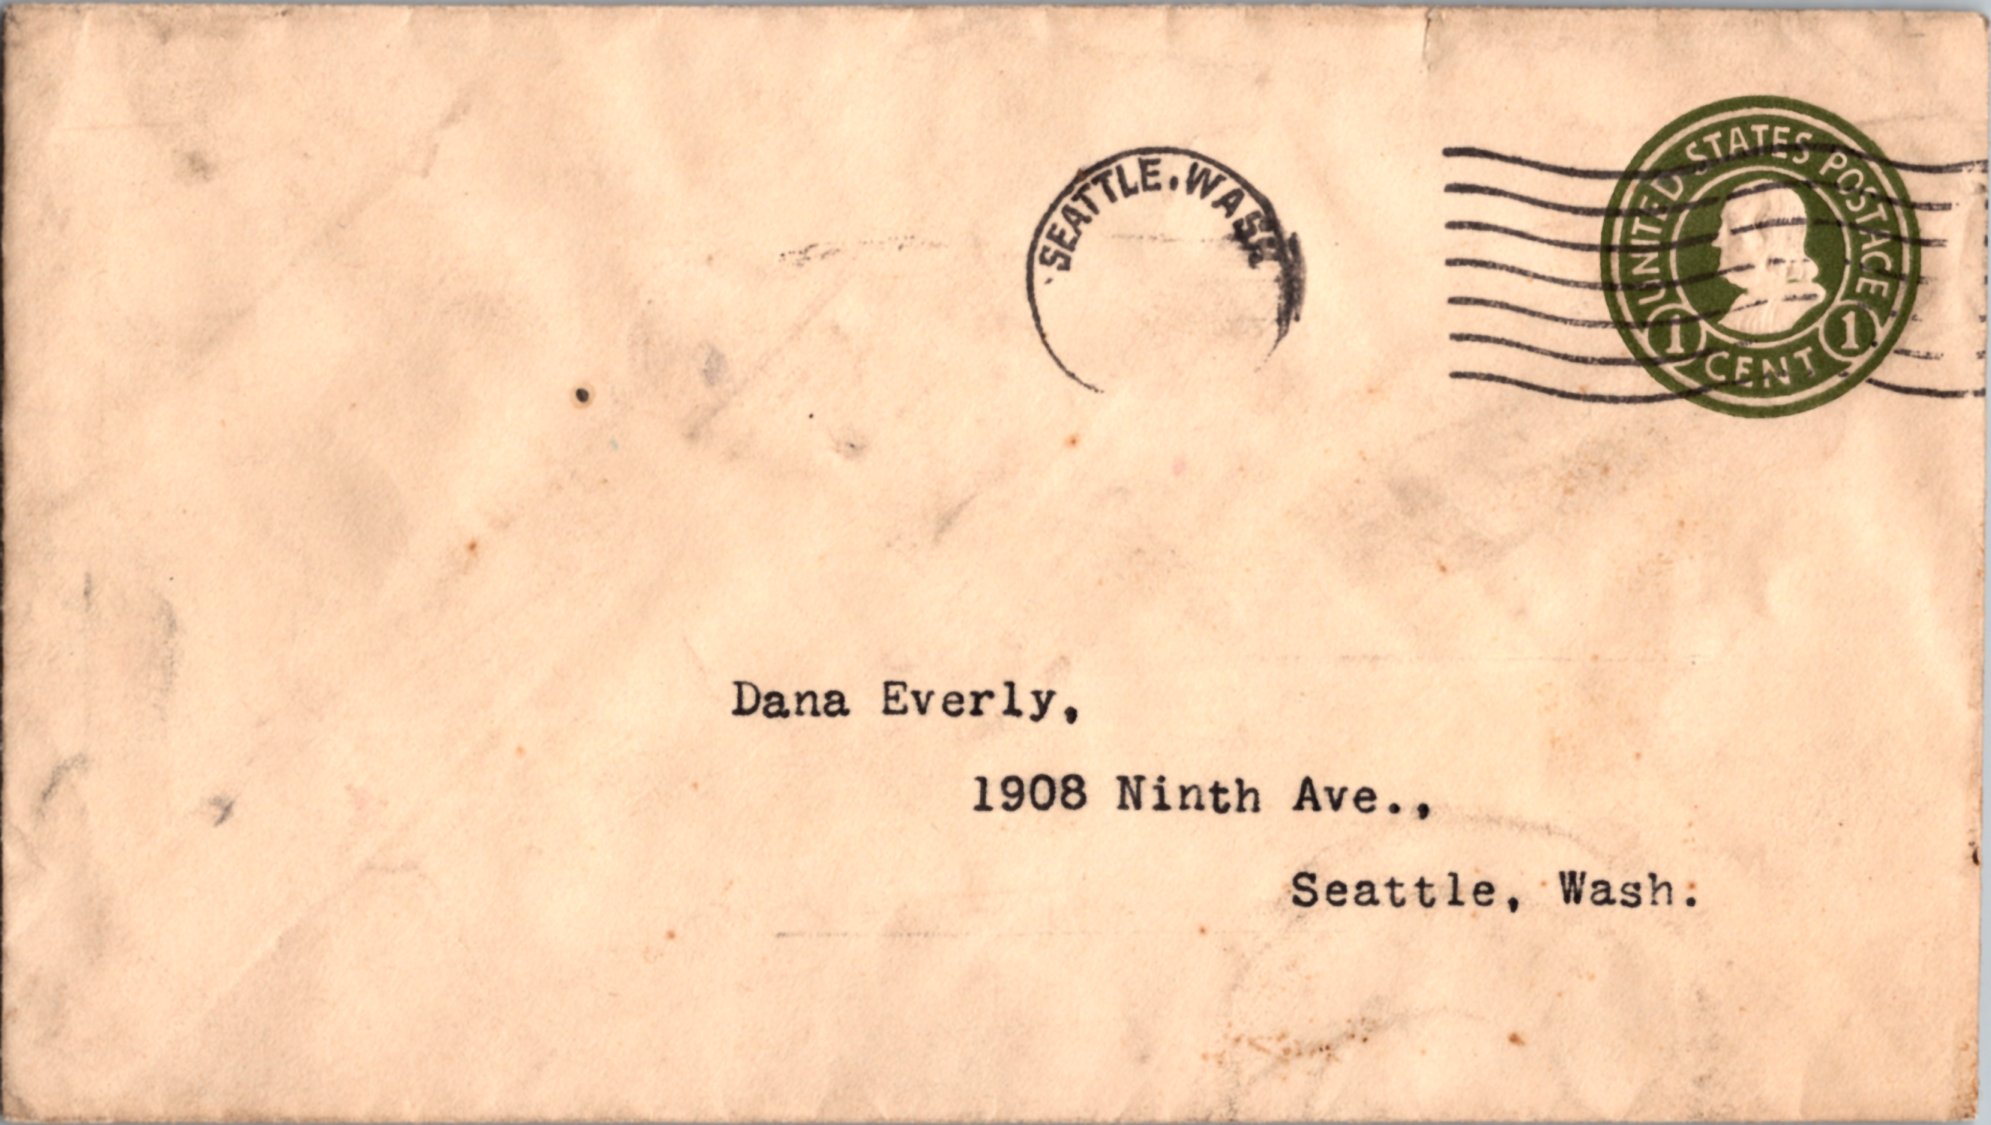 SEATTLE, WASH
UNITED STATES POSTAGE
1 CENT 1
Dana Everly,
1908 Ninth Ave.,
Seattle, Wash.